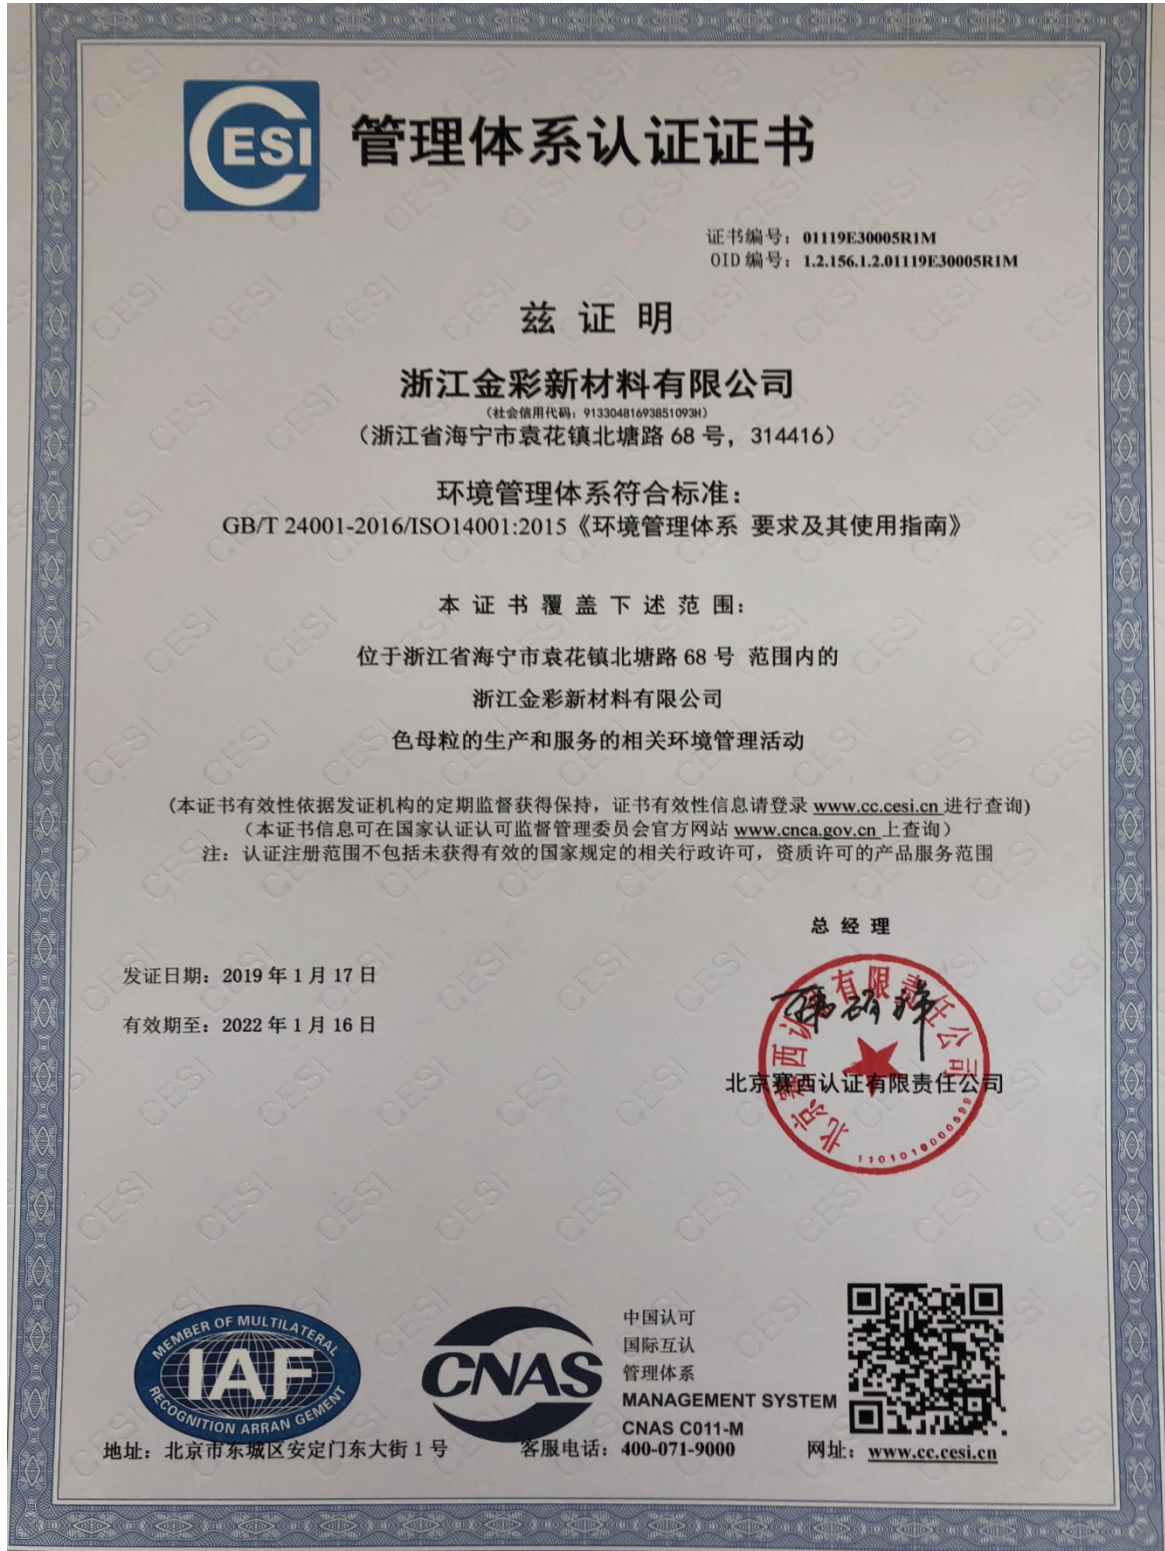 CESI
管理体系认证证书
证书编号：01119E30005R1M
OID 编号：1.2.156.1.2.01119E30005R1M
兹 证 明
浙江金彩新材料有限公司
（社会信用代码：91330481693851093H）
（浙江省海宁市袁花镇北塘路 68 号，314416）
环境管理体系符合标准：
GB/T 24001-2016/ISO14001:2015《环境管理体系 要求及其使用指南》
本 证 书 覆 盖 下 述 范 围：
位于浙江省海宁市袁花镇北塘路 68 号 范围内的
浙江金彩新材料有限公司
色母粒的生产和服务的相关环境管理活动
(本证书有效性依据发证机构的定期监督获得保持，证书有效性信息请登录 www.cc.cesi.cn 进行查询)
（本证书信息可在国家认证认可监督管理委员会官方网站 www.cnca.gov.cn 上查询）
注：认证注册范围不包括未获得有效的国家规定的相关行政许可，资质许可的产品服务范围
总 经 理
发证日期：2019 年 1 月 17 日
有效期至：2022 年 1 月 16 日
北京赛西认证有限责任公司
北京赛西认证有限责任公司
1101010000599
MEMBER OF MULTILATERAL
IAF
RECOGNITION ARRANGEMENT
CNAS
中国认可
国际互认
管理体系
MANAGEMENT SYSTEM
CNAS C011-M
地址：北京市东城区安定门东大街 1 号
客服电话：400-071-9000
网址：www.cc.cesi.cn